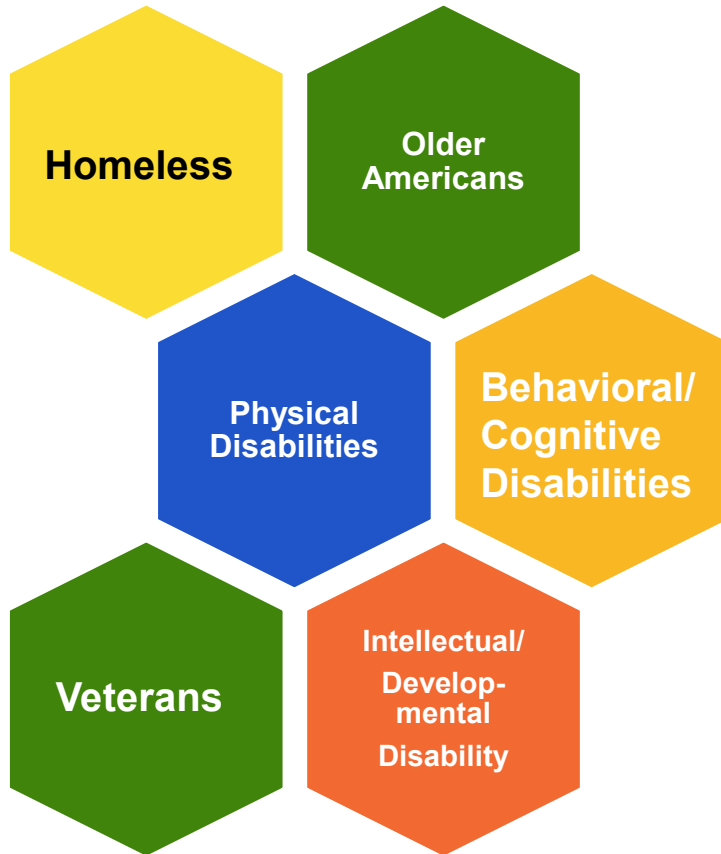 Homeless
Older
Americans
Physical
Disabilities
Behavioral/
Cognitive
Disabilities
Veterans
Intellectual/
Develop-
mental
Disability